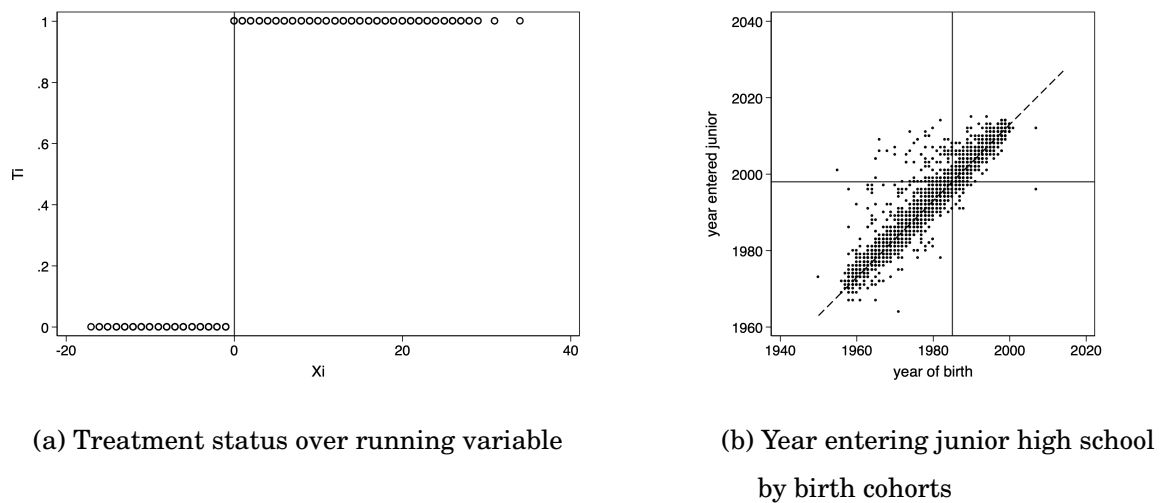 1
.8
.6
.4
.2
0
Ti
-20 0 20 40
Xi
(a) Treatment status over running variable
2040
2020
2000
1980
1960
year entered junior
1940 1960 1980 2000 2020
year of birth
(b) Year entering junior high school
by birth cohorts